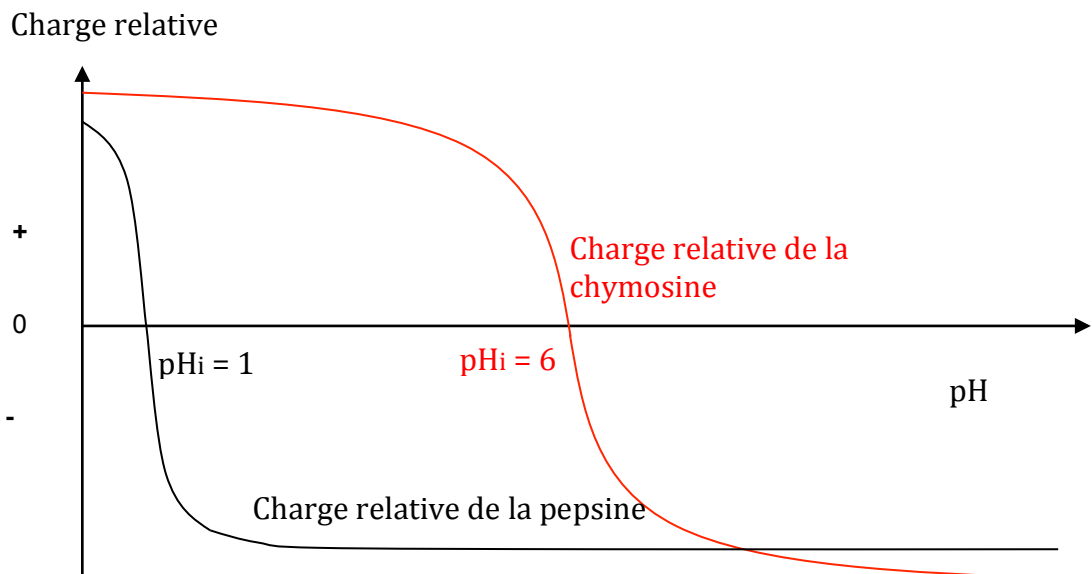 Charge relative
+
Charge relative de la
chymosine
0
pHi = 1
pHi = 6
pH
-
Charge relative de la pepsine